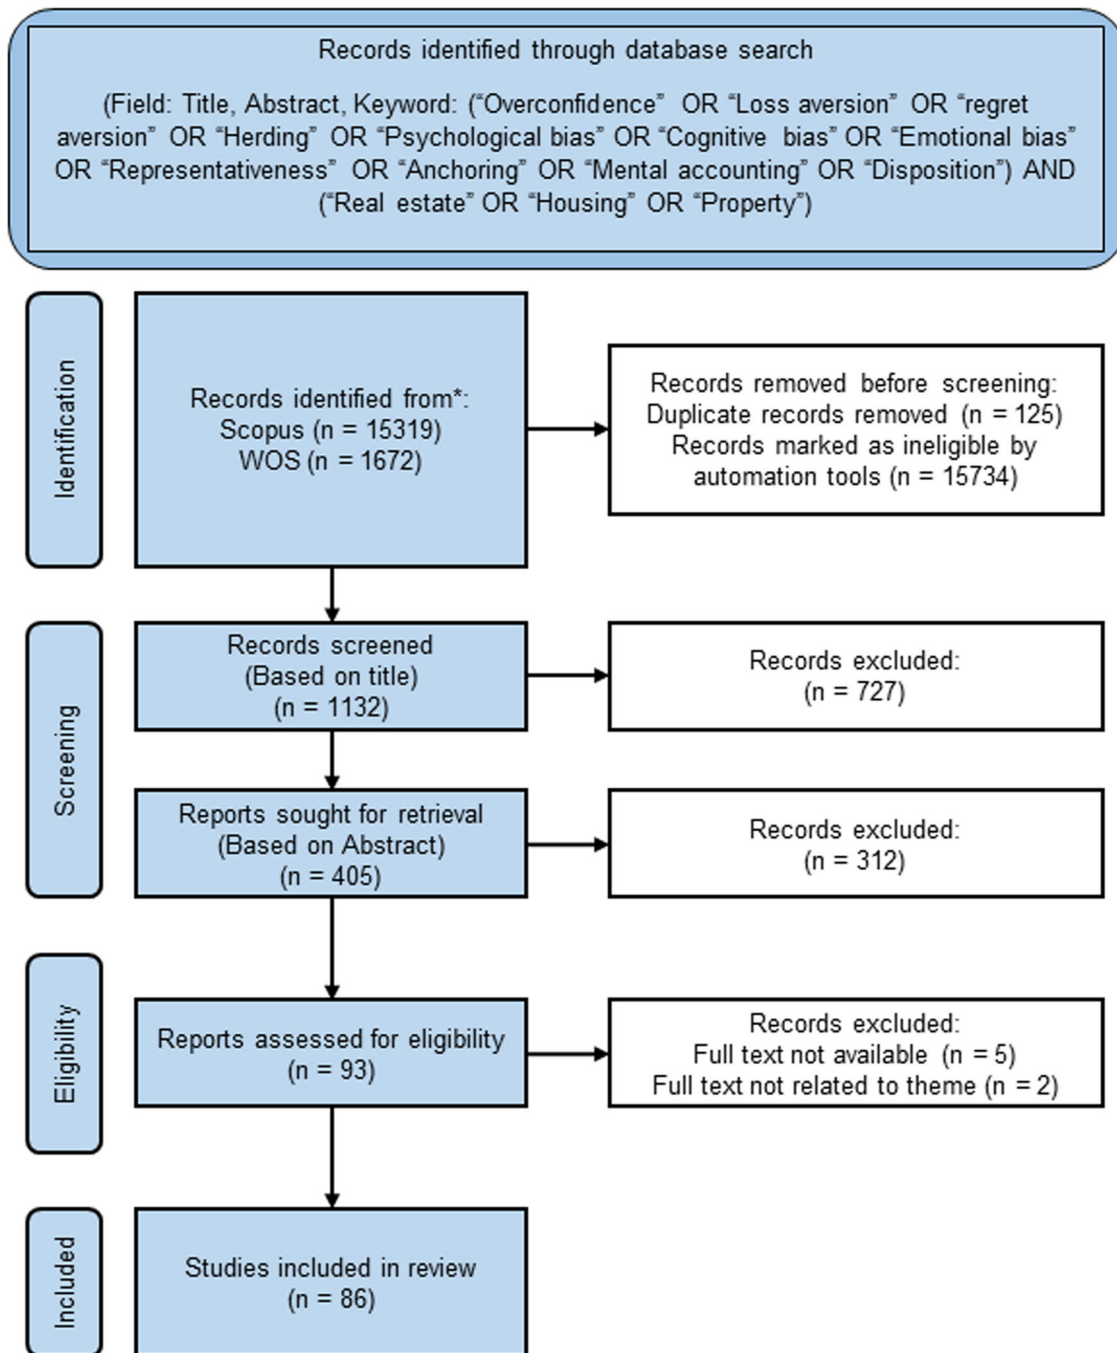 Records identified through database search
(Field: Title, Abstract, Keyword: (“Overconfidence” OR “Loss aversion” OR “regret
aversion” OR “Herding” OR “Psychological bias” OR “Cognitive bias” OR “Emotional bias”
OR “Representativeness” OR “Anchoring” OR “Mental accounting” OR “Disposition”) AND
(“Real estate” OR “Housing” OR “Property”)
Identification
Records identified from*:
Scopus (n = 15319)
WOS (n = 1672)
Records removed before screening:
Duplicate records removed (n = 125)
Records marked as ineligible by
automation tools (n = 15734)
Screening
Records screened
(Based on title)
(n = 1132)
Records excluded:
(n = 727)
Reports sought for retrieval
(Based on Abstract)
(n = 405)
Records excluded:
(n = 312)
Eligibility
Reports assessed for eligibility
(n = 93)
Records excluded:
Full text not available (n = 5)
Full text not related to theme (n = 2)
Included
Studies included in review
(n = 86)